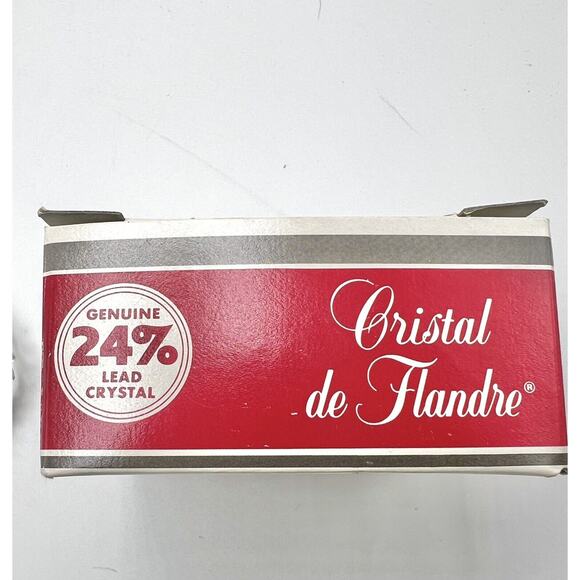 GENUINE
24%
LEAD
CRYSTAL
Cristal
de Flandre®